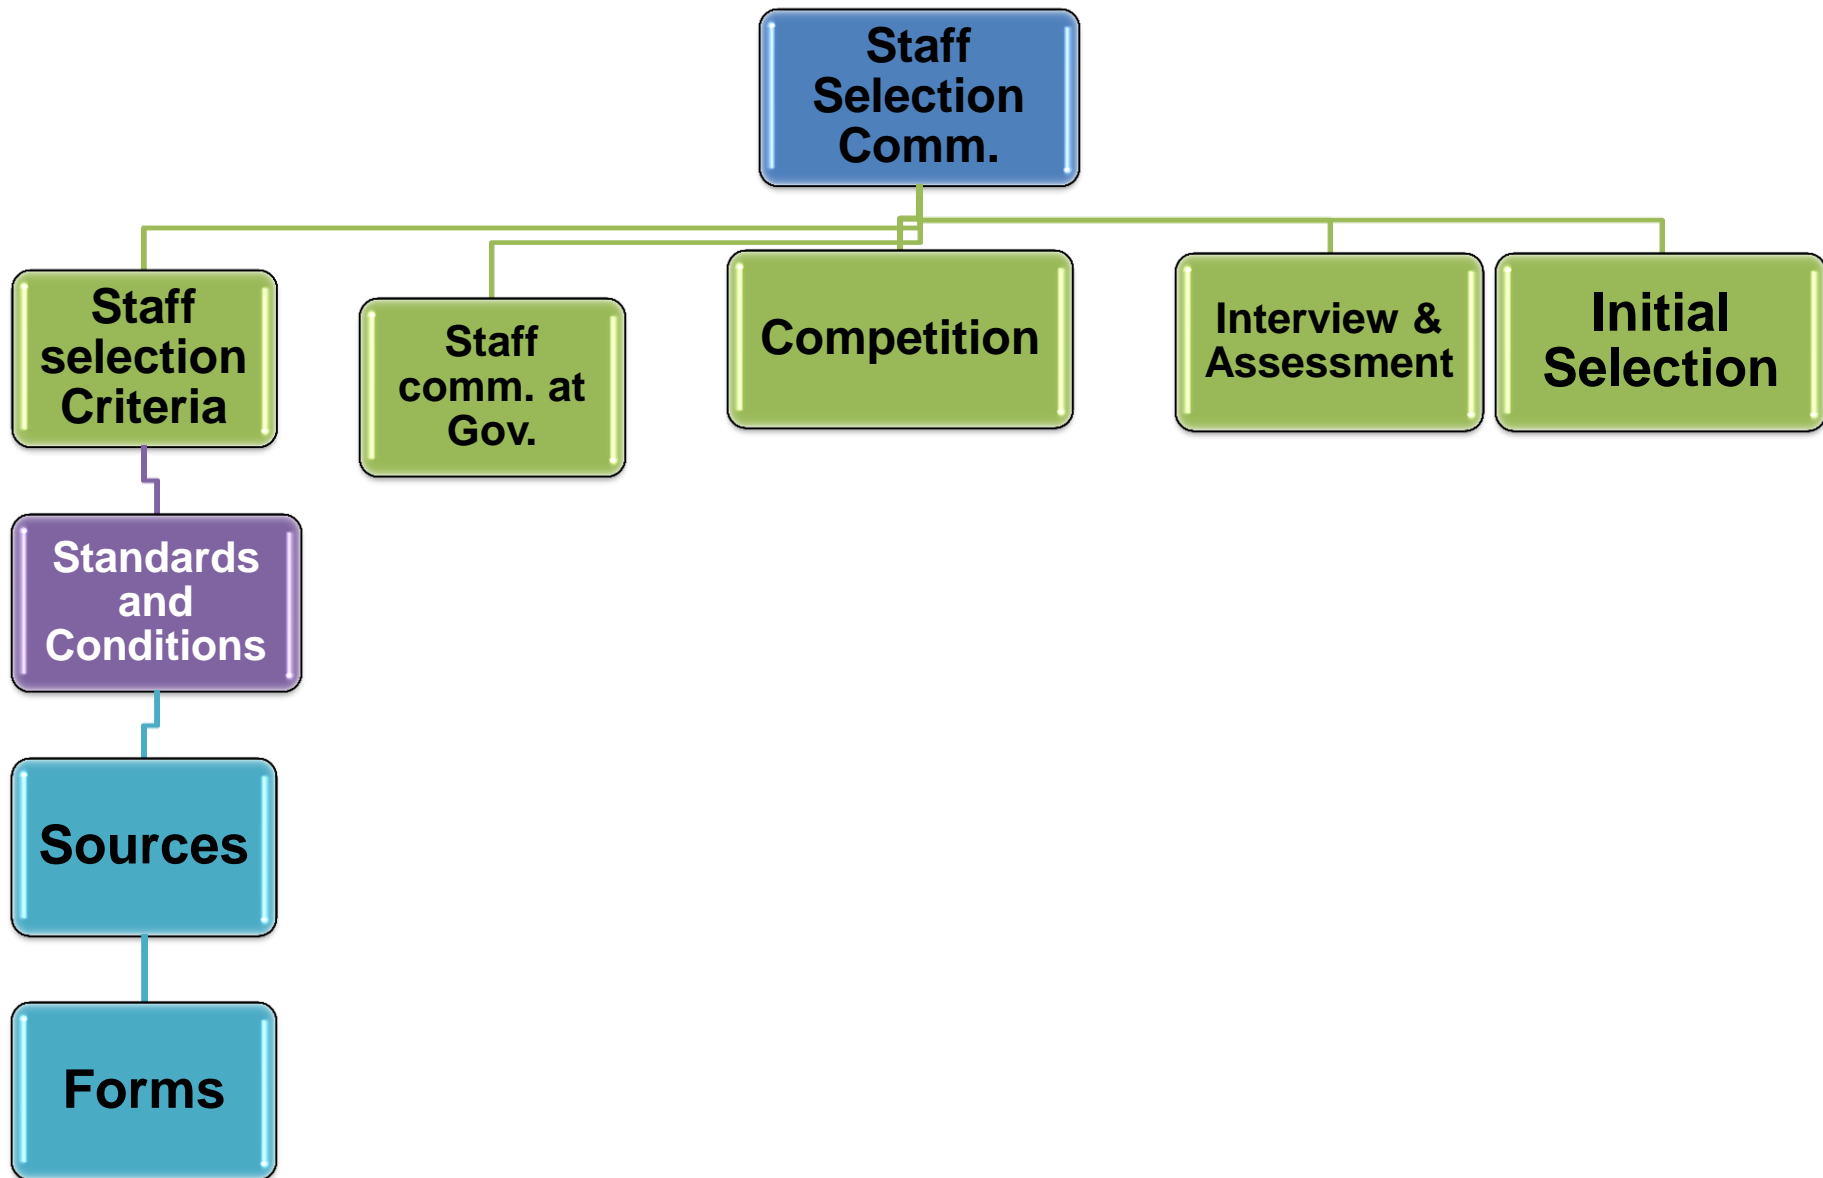 Staff
Selection
Comm.
Staff
selection
Criteria
Staff
comm. at
Gov.
Competition
Interview &
Assessment
Initial
Selection
Standards
and
Conditions
Sources
Forms